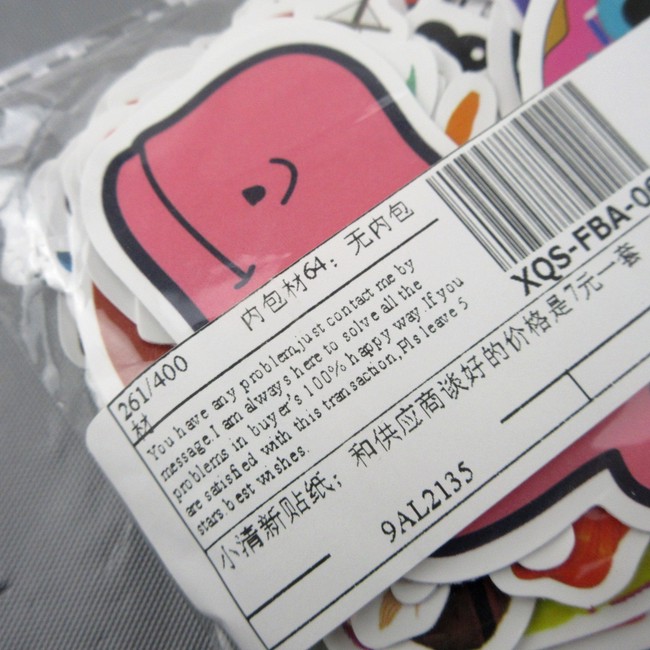 内包材64：无内包
材
261/400
You have any problem,just contact me by
message.I am always here to solve all the
problems in buyer's 100% happy way If you
are satisfied with this transaction,Pls leave 5
stars.best wishes.
XQS-FBA-0
小清新贴纸；和供应商谈好的价格是7元一套
9AL2135